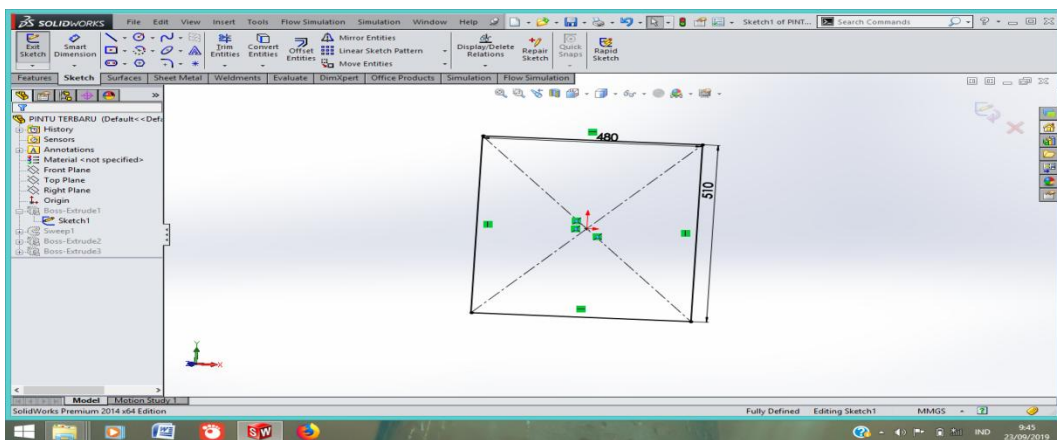 SOLIDWORKS File Edit View Insert Tools Flow Simulation Simulation Window Help Sketch1 of PINT... Search Commands
Exit Sketch
Smart Dimension
Trim Entities
Convert Entities
Offset Entities
Mirror Entities
Linear Sketch Pattern
Move Entities
Display/Delete Relations
Repair Sketch
Quick Snaps
Rapid Sketch
Features Sketch Surfaces Sheet Metal Weldments Evaluate DimXpert Office Products Simulation Flow Simulation
PINTU TERBARU (Default<<Defa
History
Sensors
Annotations
Material <not specified>
Front Plane
Top Plane
Right Plane
Origin
Boss-Extrude1
Sketch1
Sweep1
Boss-Extrude2
Boss-Extrude3
480
510
Y
X
Model Motion Study 1
SolidWorks Premium 2014 x64 Edition Fully Defined Editing Sketch1 MMGS
IND
9:45
23/09/2019